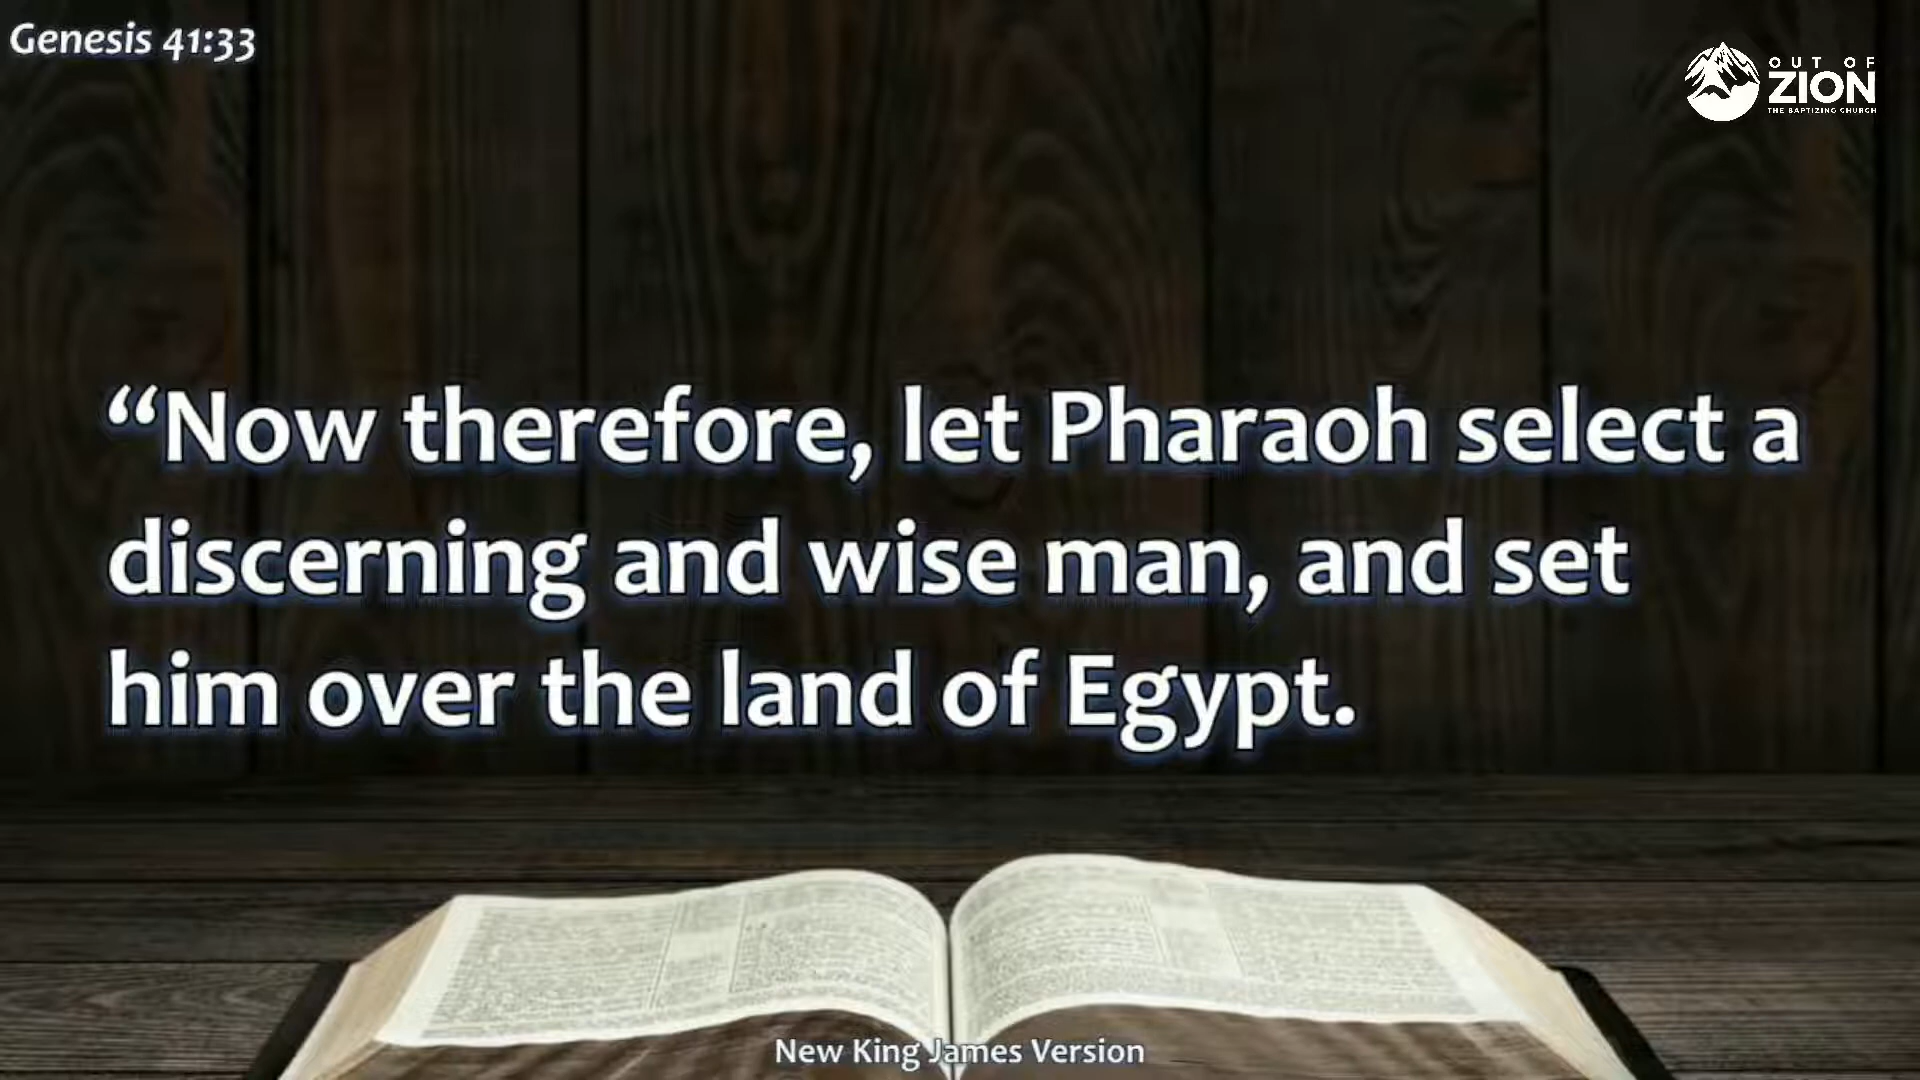 Genesis 41:33
OUT OF
ZION
THE BAPTIZING CHURCH
“Now therefore, let Pharaoh select a
discerning and wise man, and set
him over the land of Egypt.
New King James Version